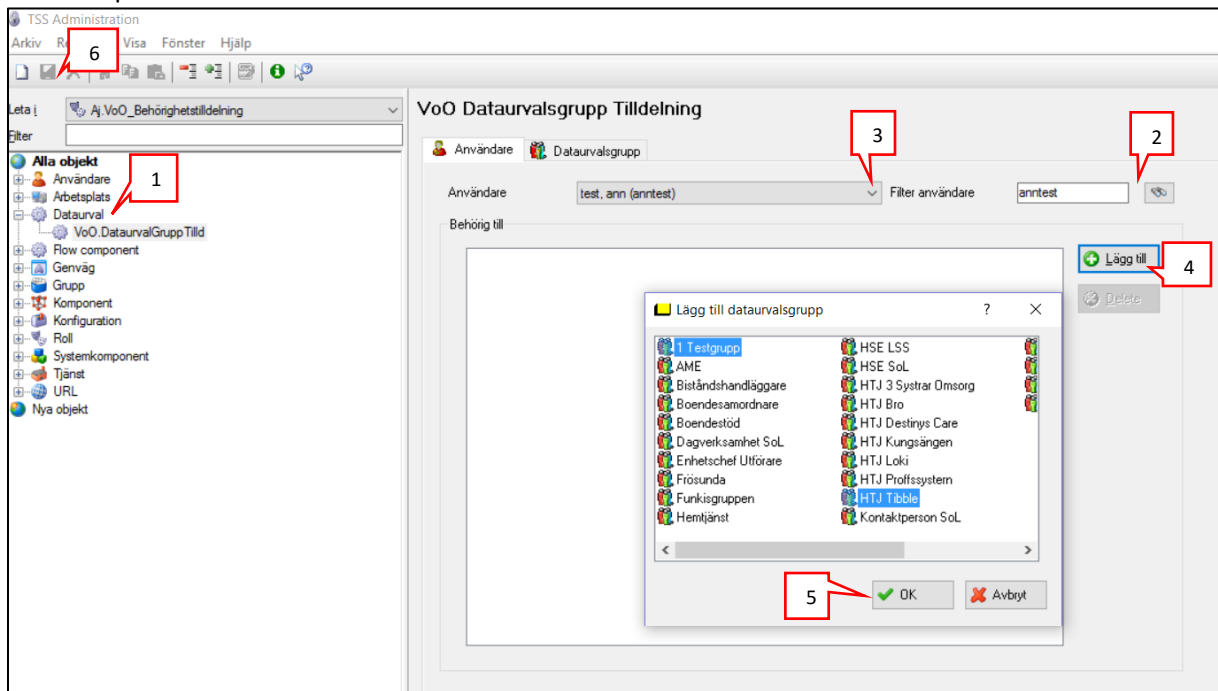 TSS Administration
Arkiv Visa Fönster Hjälp
6
Leta i Aj.VoO_Behörighetstilldelning
Filter
Alla objekt
Användare
Arbetsplats
1
Dataurval
VoO.DataurvalGruppTilld
Flow component
Genväg
Grupp
Komponent
Konfiguration
Roll
Systemkomponent
Tjänst
URL
Nya objekt
VoO Dataurvalsgrupp Tilldelning
Användare Dataurvalsgrupp
3
2
Användare test, ann (anntest) Filter användare anntest
Behörig till
Lägg till
4
Delete
Lägg till dataurvalsgrupp ? ×
1 Testgrupp
AME
Biståndshandläggare
Boendesamordnare
Boendestöd
Dagverksamhet SoL
Enhetschef Utförare
Frösunda
Funkisgruppen
Hemtjänst
HSE LSS
HSE SoL
HTJ 3 Systrar Omsorg
HTJ Bro
HTJ Destinys Care
HTJ Kungsängen
HTJ Loki
HTJ Proffssystern
HTJ Tibble
Kontaktperson SoL
5
OK Avbryt